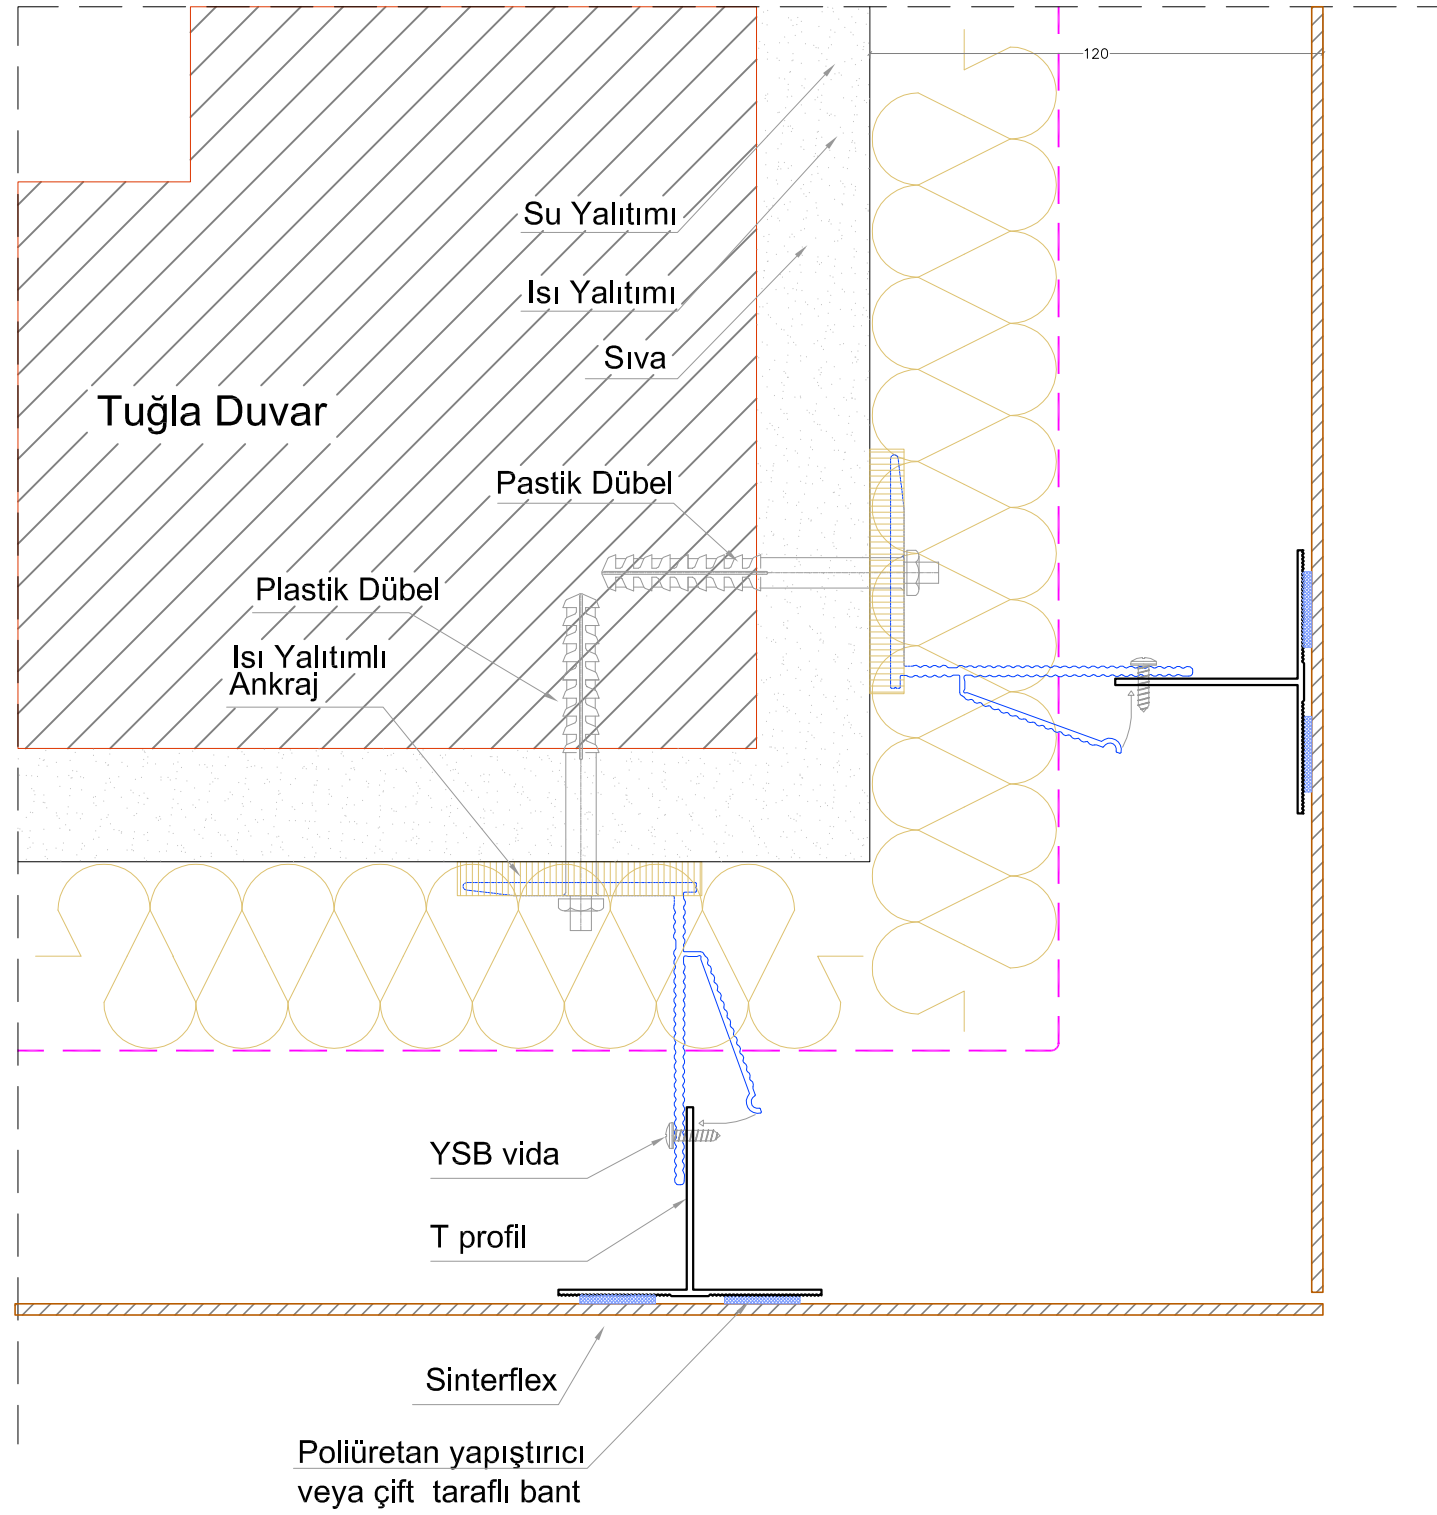 120
Su Yalıtımı
Isı Yalıtımı
Sıva
Tuğla Duvar
Pastik Dübel
Plastik Dübel
Isı Yalıtımlı
Ankraj
YSB vida
T profil
Sinterflex
Poliüretan yapıştırıcı
veya çift taraflı bant